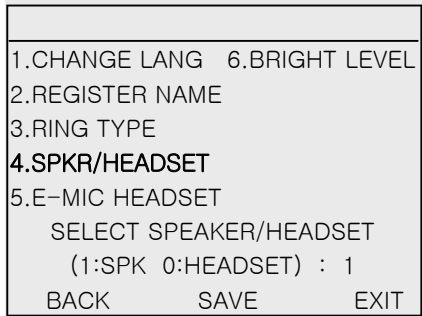 1.CHANGE LANG 6.BRIGHT LEVEL
2.REGISTER NAME
3.RING TYPE
4.SPKR/HEADSET
5.E-MIC HEADSET
SELECT SPEAKER/HEADSET
(1:SPK 0:HEADSET) : 1
BACK SAVE EXIT